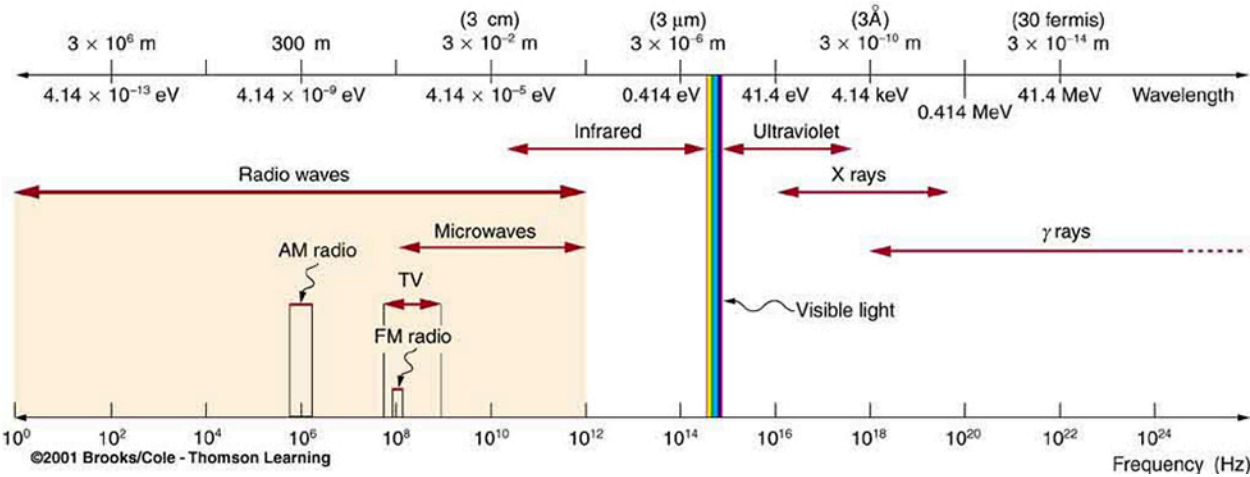 (3 cm) (3 μm) (3Å) (30 fermis)
3 × 10⁶ m 300 m 3 × 10⁻² m 3 × 10⁻⁶ m 3 × 10⁻¹⁰ m 3 × 10⁻¹⁴ m
4.14 × 10⁻¹³ eV 4.14 × 10⁻⁹ eV 4.14 × 10⁻⁵ eV 0.414 eV 41.4 eV 4.14 keV 41.4 MeV Wavelength
0.414 MeV
Infrared Ultraviolet
Radio waves X rays
Microwaves γ rays
AM radio
TV
Visible light
FM radio
10⁰ 10² 10⁴ 10⁶ 10⁸ 10¹⁰ 10¹² 10¹⁴ 10¹⁶ 10¹⁸ 10²⁰ 10²² 10²⁴
©2001 Brooks/Cole - Thomson Learning
Frequency (Hz)